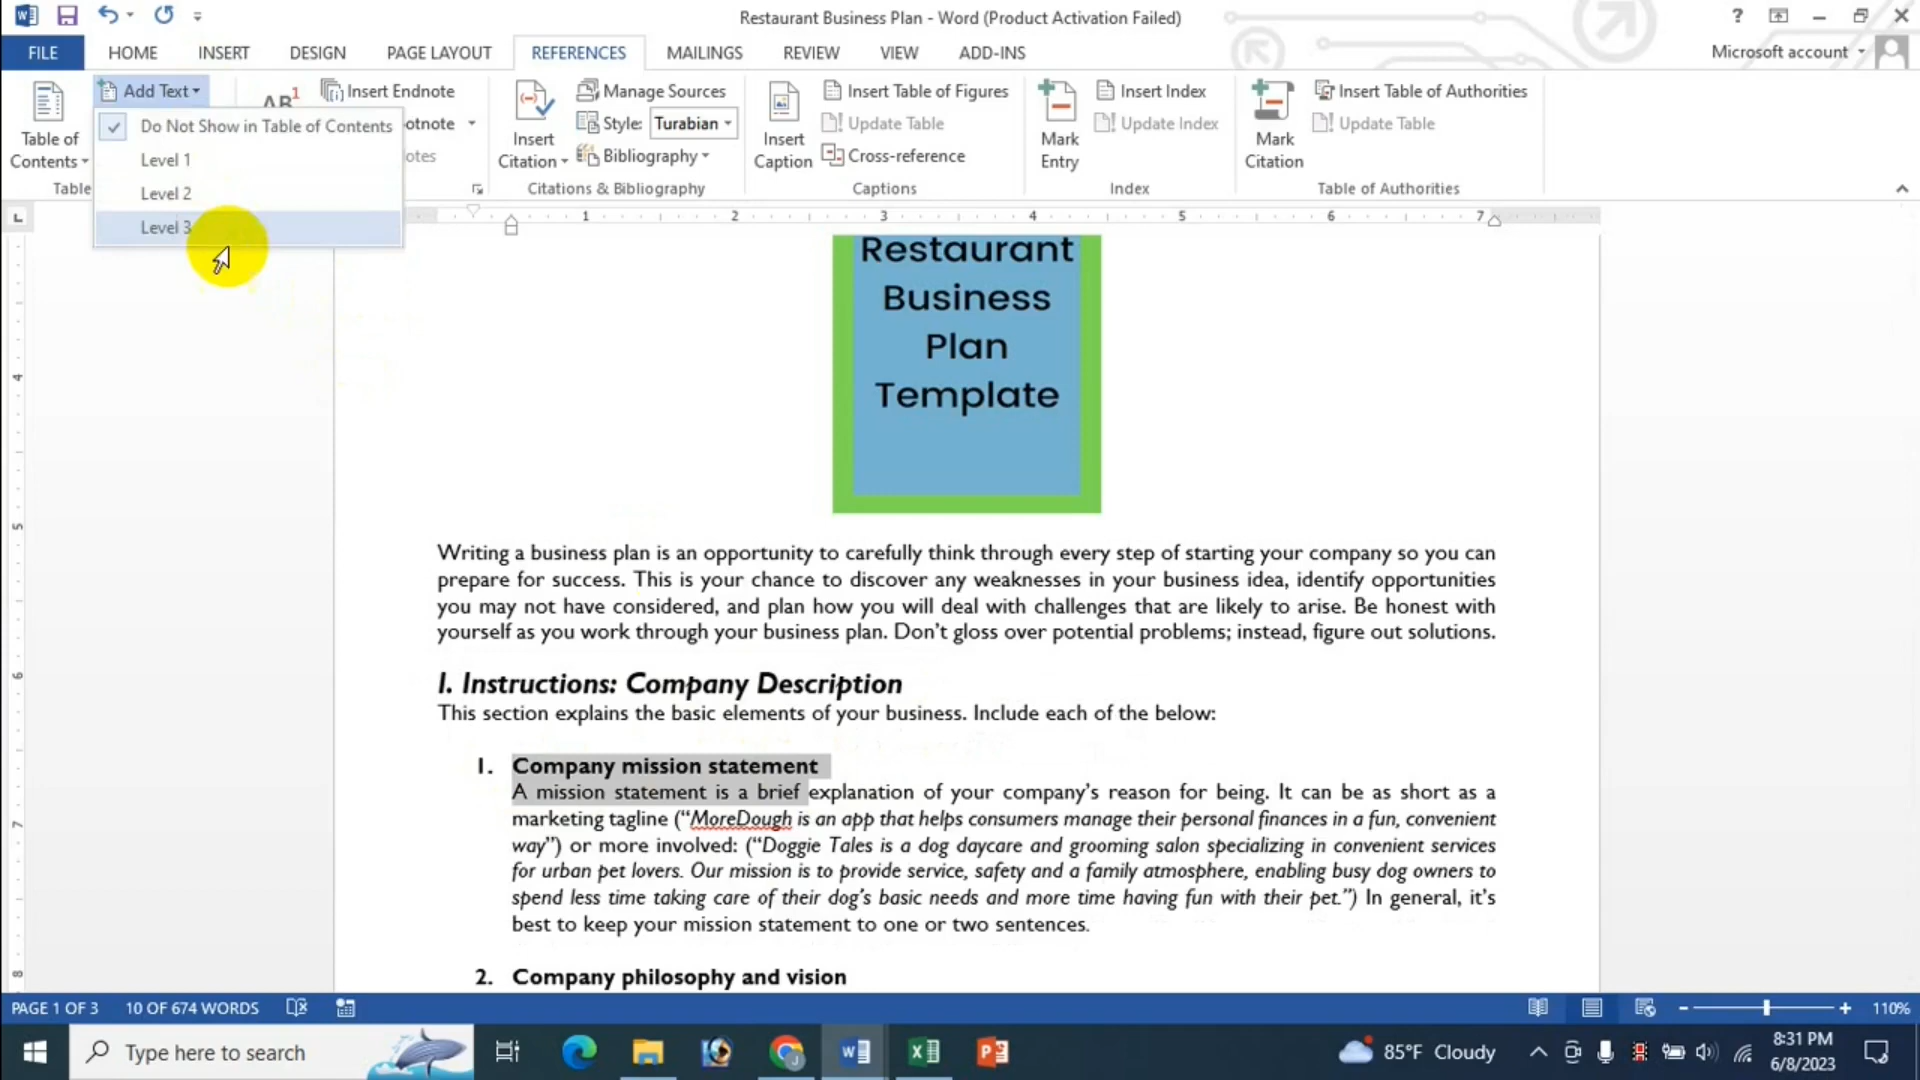 Restaurant Business Plan - Word (Product Activation Failed)
FILE HOME INSERT DESIGN PAGE LAYOUT REFERENCES MAILINGS REVIEW VIEW ADD-INS Microsoft account
Add Text
Table of Contents
Table
Do Not Show in Table of Contents
Level 1
Level 2
Level 3
AB1
Insert Endnote
otnote
otes
Insert Citation
Manage Sources
Style: Turabian
Bibliography
Citations & Bibliography
Insert Caption
Insert Table of Figures
Update Table
Cross-reference
Captions
Mark Entry
Insert Index
Update Index
Index
Mark Citation
Insert Table of Authorities
Update Table
Table of Authorities
1 2 3 4 5 6 7
4
5
6
7
8
Restaurant
Business
Plan
Template
Writing a business plan is an opportunity to carefully think through every step of starting your company so you can
prepare for success. This is your chance to discover any weaknesses in your business idea, identify opportunities
you may not have considered, and plan how you will deal with challenges that are likely to arise. Be honest with
yourself as you work through your business plan. Don’t gloss over potential problems; instead, figure out solutions.
I. Instructions: Company Description
This section explains the basic elements of your business. Include each of the below:
1. Company mission statement
A mission statement is a brief explanation of your company’s reason for being. It can be as short as a
marketing tagline (“MoreDough is an app that helps consumers manage their personal finances in a fun, convenient
way”) or more involved: (“Doggie Tales is a dog daycare and grooming salon specializing in convenient services
for urban pet lovers. Our mission is to provide service, safety and a family atmosphere, enabling busy dog owners to
spend less time taking care of their dog’s basic needs and more time having fun with their pet.”) In general, it’s
best to keep your mission statement to one or two sentences.
2. Company philosophy and vision
PAGE 1 OF 3 10 OF 674 WORDS 110%
Type here to search
85°F Cloudy
8:31 PM
6/8/2023